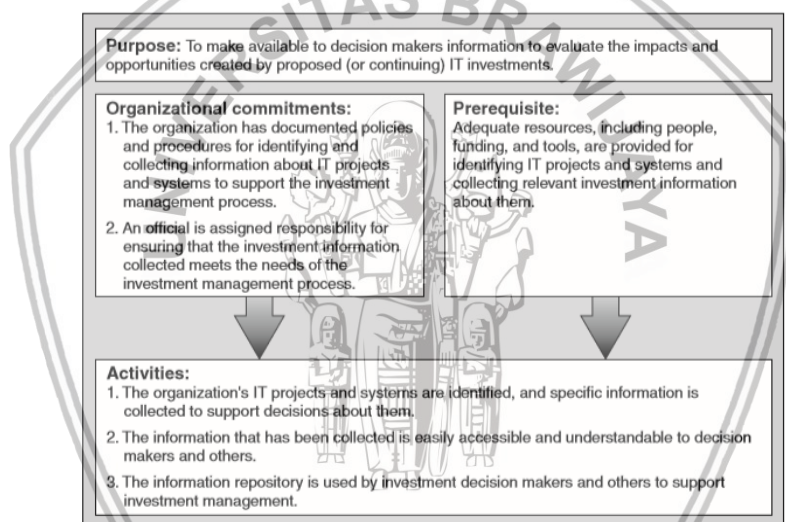 UNIVERSITAS BRAWIJAYA
Purpose: To make available to decision makers information to evaluate the impacts and
opportunities created by proposed (or continuing) IT investments.
Organizational commitments:
1. The organization has documented policies
and procedures for identifying and
collecting information about IT projects
and systems to support the investment
management process.
2. An official is assigned responsibility for
ensuring that the investment information
collected meets the needs of the
investment management process.
Prerequisite:
Adequate resources, including people,
funding, and tools, are provided for
identifying IT projects and systems and
collecting relevant investment information
about them.
Activities:
1. The organization's IT projects and systems are identified, and specific information is
collected to support decisions about them.
2. The information that has been collected is easily accessible and understandable to decision
makers and others.
3. The information repository is used by investment decision makers and others to support
investment management.